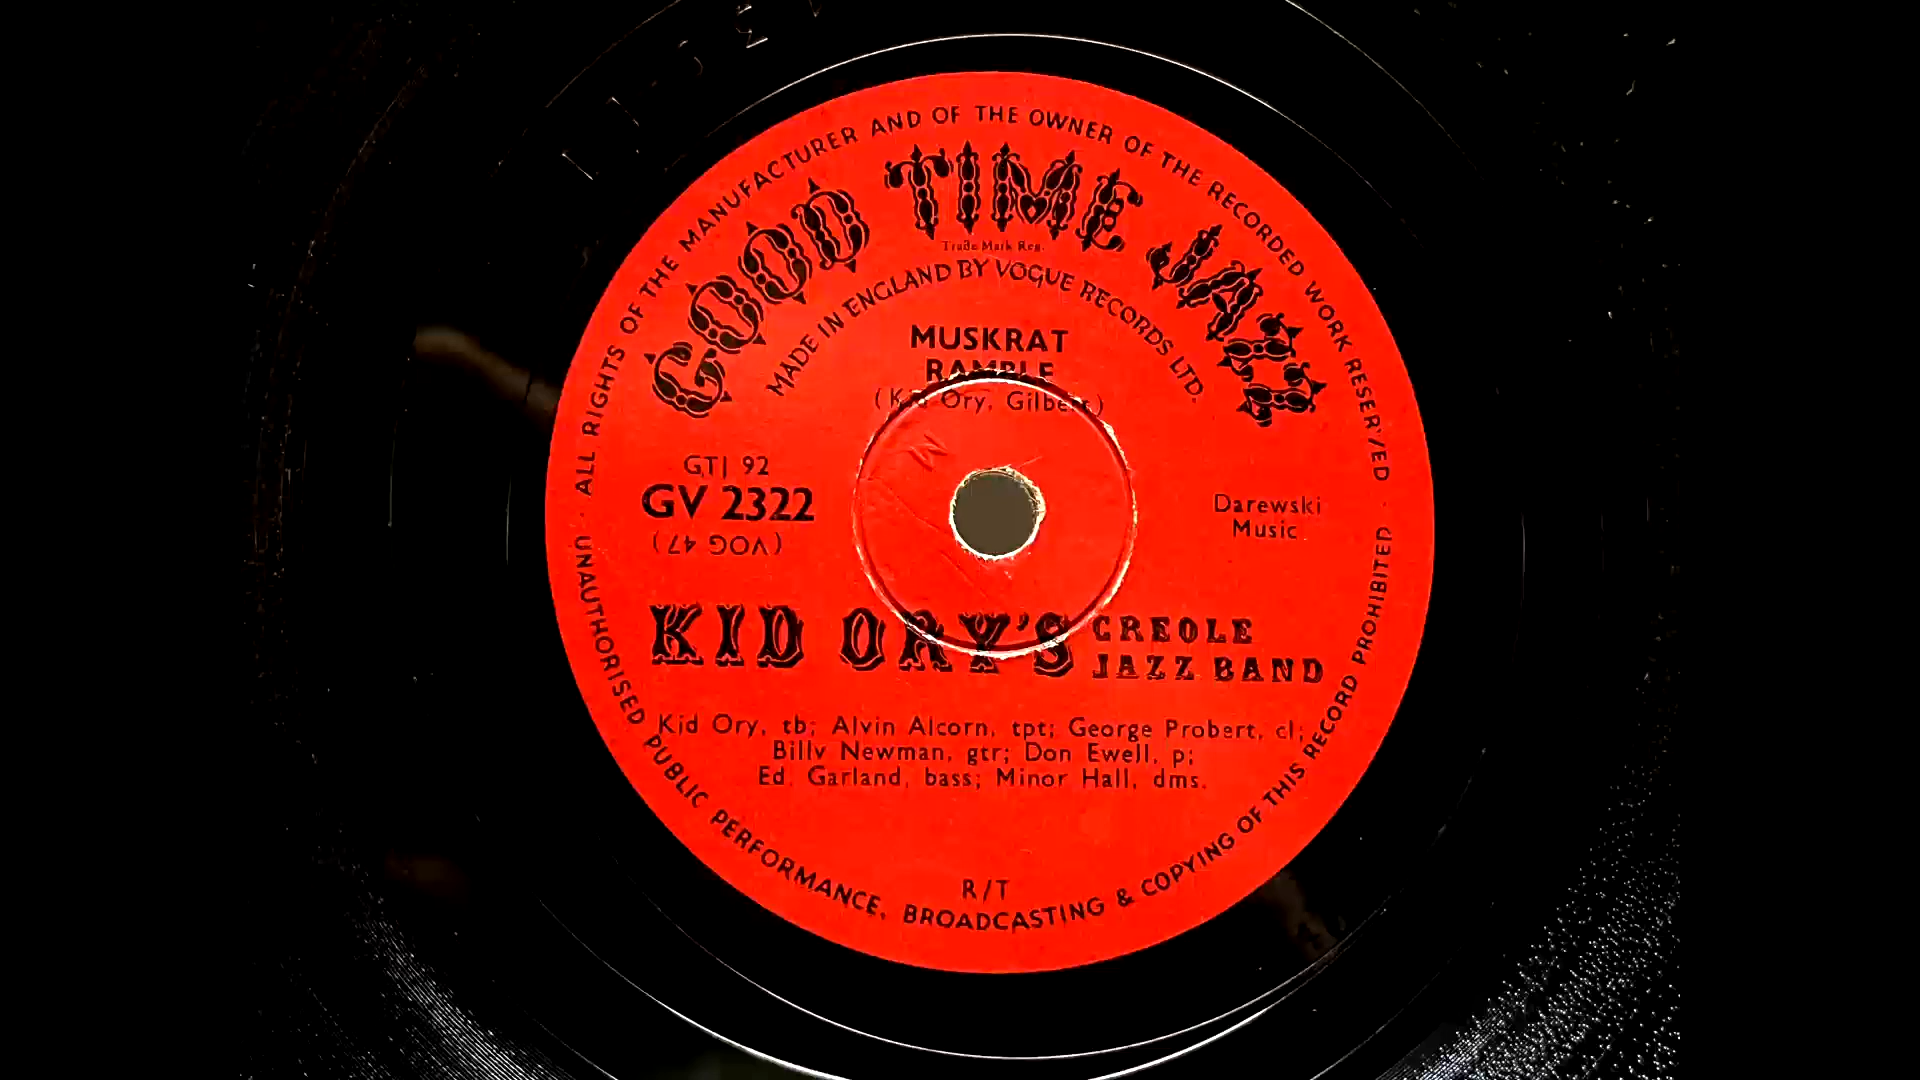 ALL RIGHTS OF THE MANUFACTURER AND OF THE OWNER OF THE RECORDED WORK RESERVED
GOOD TIME JAZZ
Trade Mark Reg.
MADE IN ENGLAND BY VOGUE RECORDS LTD.
MUSKRAT
RAMBLE
(Kid Ory, Gilbert)
GTJ 92
GV 2322
(VOG 47)
Darewski
Music
KID ORY'S CREOLE
JAZZ BAND
Kid Ory, tb; Alvin Alcorn, tpt; George Probert, cl;
Billy Newman, gtr; Don Ewell, p;
Ed. Garland, bass; Minor Hall, dms.
R/T
UNAUTHORISED PUBLIC PERFORMANCE, BROADCASTING & COPYING OF THIS RECORD PROHIBITED